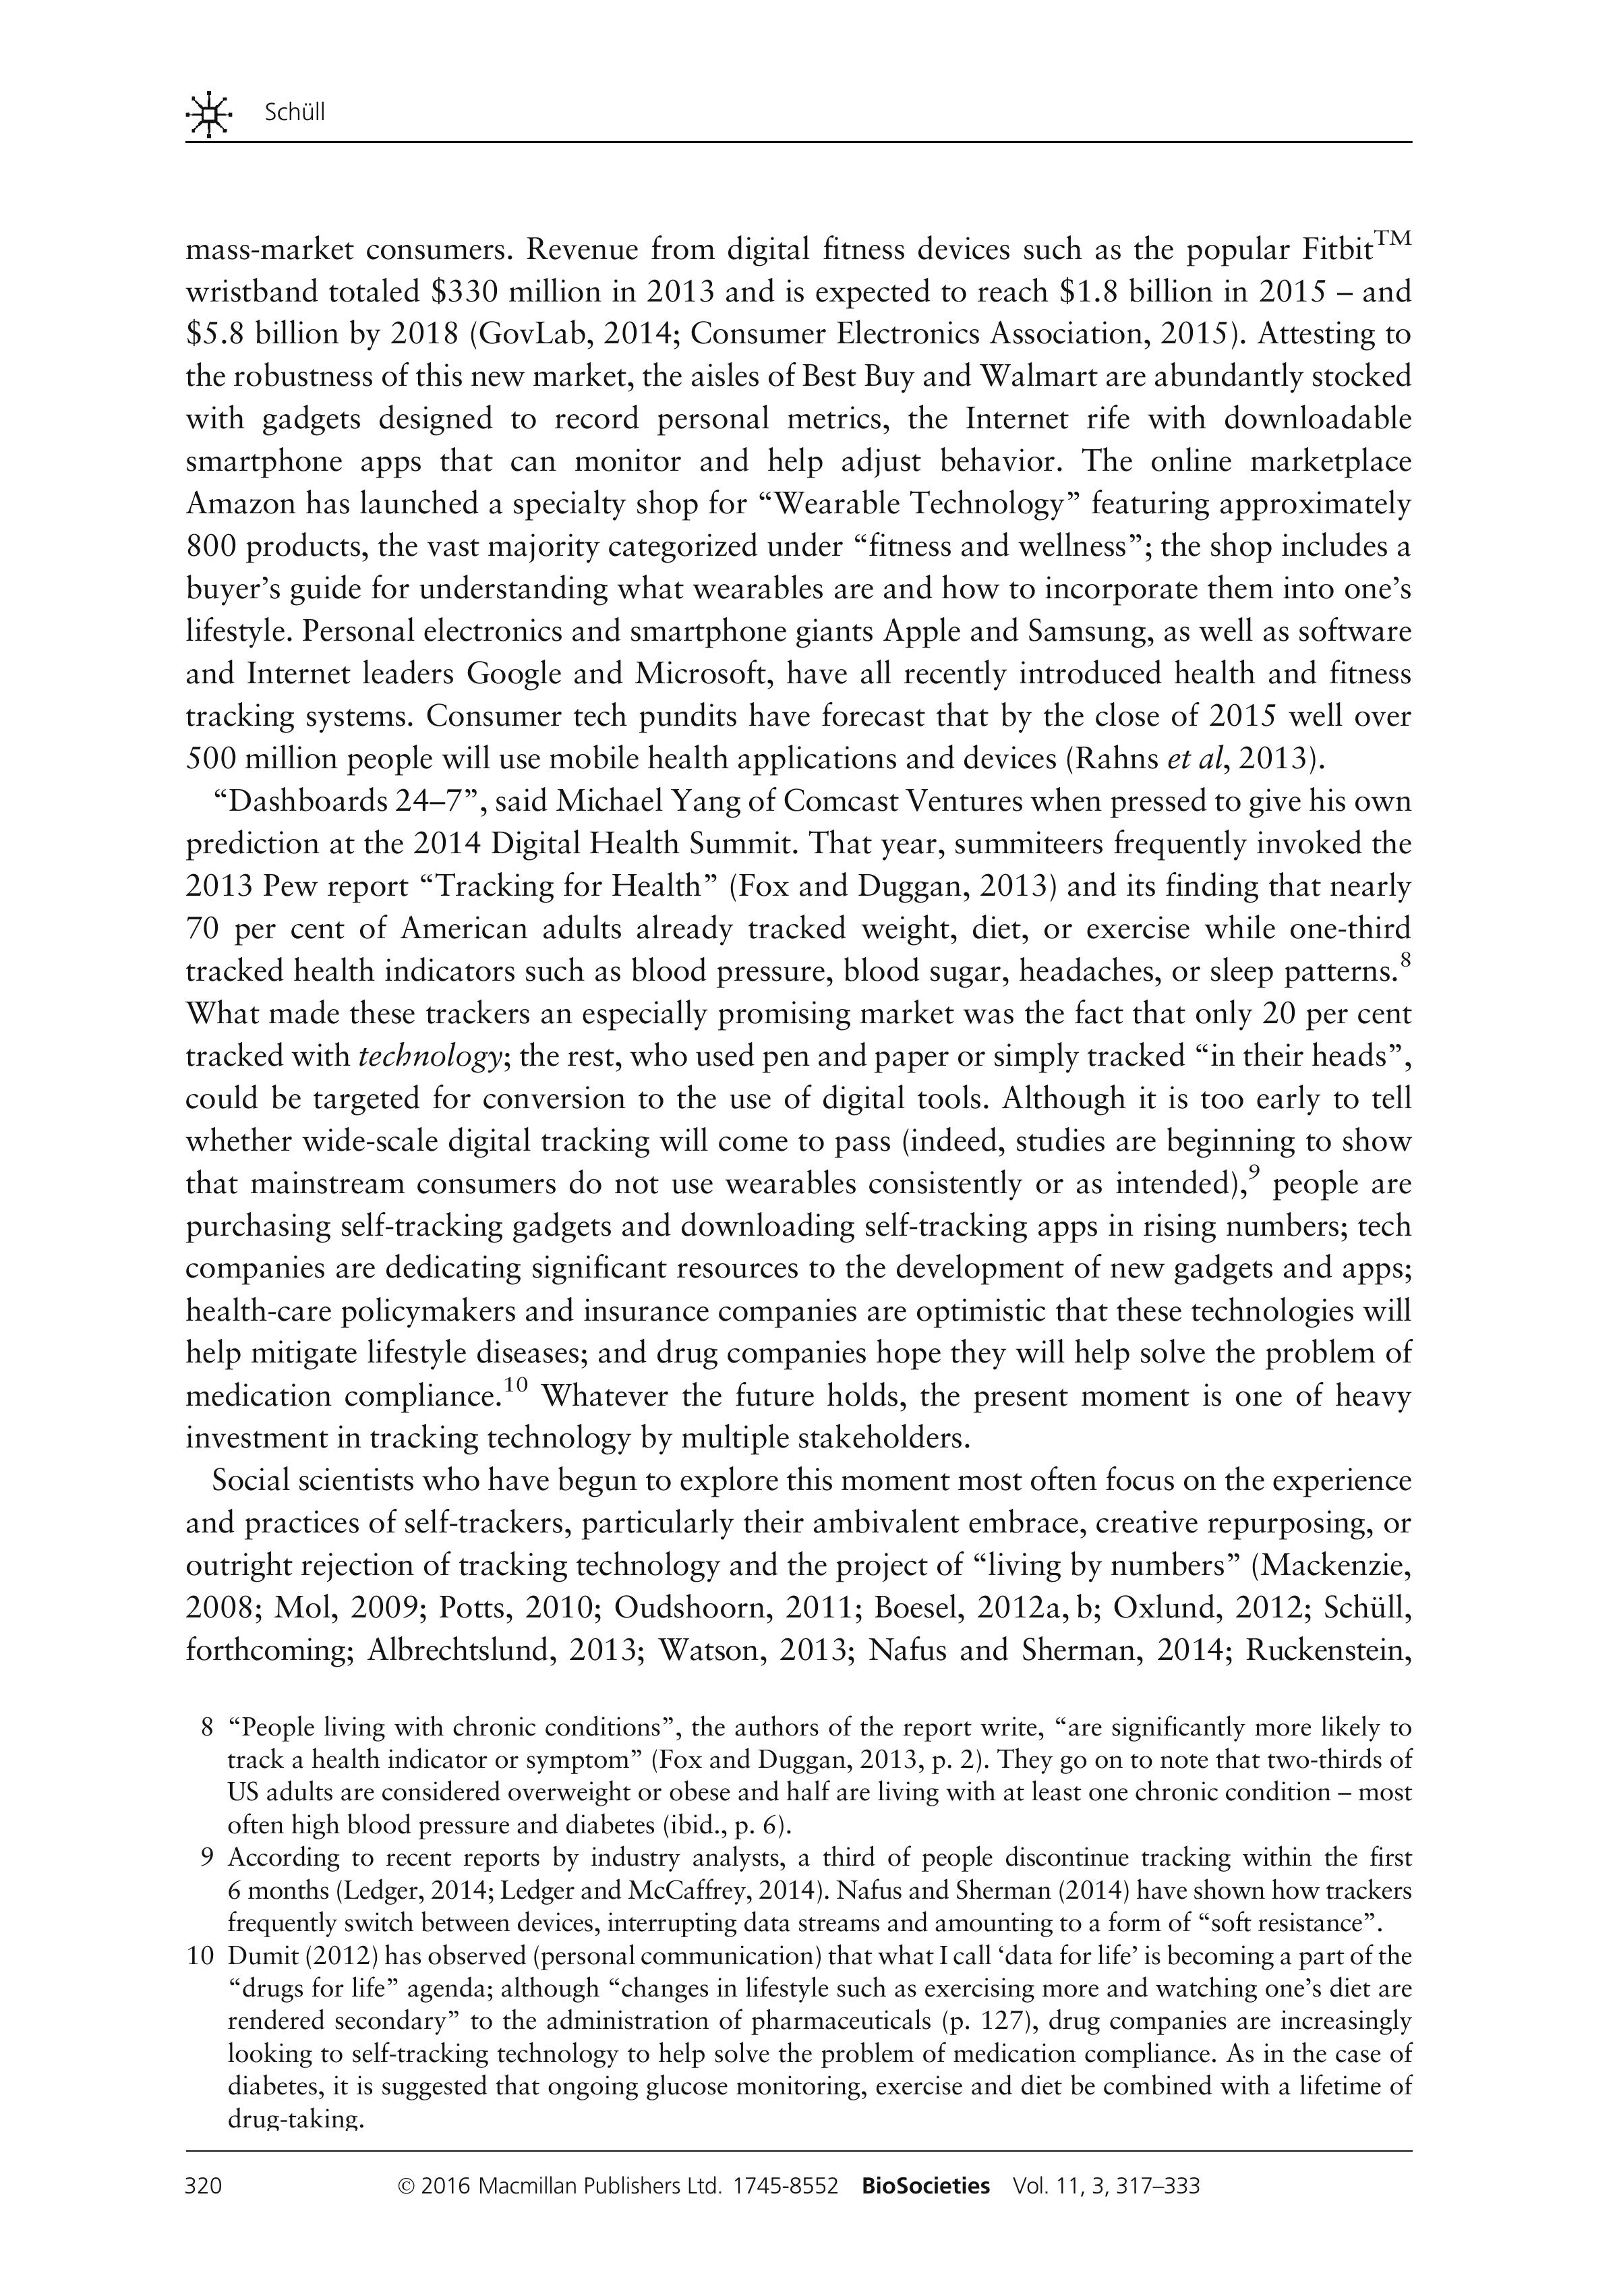 Schüll
mass-market consumers. Revenue from digital fitness devices such as the popular Fitbit™
wristband totaled $330 million in 2013 and is expected to reach $1.8 billion in 2015 – and
$5.8 billion by 2018 (GovLab, 2014; Consumer Electronics Association, 2015). Attesting to
the robustness of this new market, the aisles of Best Buy and Walmart are abundantly stocked
with gadgets designed to record personal metrics, the Internet rife with downloadable
smartphone apps that can monitor and help adjust behavior. The online marketplace
Amazon has launched a specialty shop for “Wearable Technology” featuring approximately
800 products, the vast majority categorized under “fitness and wellness”; the shop includes a
buyer’s guide for understanding what wearables are and how to incorporate them into one’s
lifestyle. Personal electronics and smartphone giants Apple and Samsung, as well as software
and Internet leaders Google and Microsoft, have all recently introduced health and fitness
tracking systems. Consumer tech pundits have forecast that by the close of 2015 well over
500 million people will use mobile health applications and devices (Rahns et al, 2013).
“Dashboards 24–7”, said Michael Yang of Comcast Ventures when pressed to give his own
prediction at the 2014 Digital Health Summit. That year, summiteers frequently invoked the
2013 Pew report “Tracking for Health” (Fox and Duggan, 2013) and its finding that nearly
70 per cent of American adults already tracked weight, diet, or exercise while one-third
tracked health indicators such as blood pressure, blood sugar, headaches, or sleep patterns.8
What made these trackers an especially promising market was the fact that only 20 per cent
tracked with technology; the rest, who used pen and paper or simply tracked “in their heads”,
could be targeted for conversion to the use of digital tools. Although it is too early to tell
whether wide-scale digital tracking will come to pass (indeed, studies are beginning to show
that mainstream consumers do not use wearables consistently or as intended),9 people are
purchasing self-tracking gadgets and downloading self-tracking apps in rising numbers; tech
companies are dedicating significant resources to the development of new gadgets and apps;
health-care policymakers and insurance companies are optimistic that these technologies will
help mitigate lifestyle diseases; and drug companies hope they will help solve the problem of
medication compliance.10 Whatever the future holds, the present moment is one of heavy
investment in tracking technology by multiple stakeholders.
Social scientists who have begun to explore this moment most often focus on the experience
and practices of self-trackers, particularly their ambivalent embrace, creative repurposing, or
outright rejection of tracking technology and the project of “living by numbers” (Mackenzie,
2008; Mol, 2009; Potts, 2010; Oudshoorn, 2011; Boesel, 2012a, b; Oxlund, 2012; Schüll,
forthcoming; Albrechtslund, 2013; Watson, 2013; Nafus and Sherman, 2014; Ruckenstein,
8 “People living with chronic conditions”, the authors of the report write, “are significantly more likely to
track a health indicator or symptom” (Fox and Duggan, 2013, p. 2). They go on to note that two-thirds of
US adults are considered overweight or obese and half are living with at least one chronic condition – most
often high blood pressure and diabetes (ibid., p. 6).
9 According to recent reports by industry analysts, a third of people discontinue tracking within the first
6 months (Ledger, 2014; Ledger and McCaffrey, 2014). Nafus and Sherman (2014) have shown how trackers
frequently switch between devices, interrupting data streams and amounting to a form of “soft resistance”.
10 Dumit (2012) has observed (personal communication) that what I call ‘data for life’ is becoming a part of the
“drugs for life” agenda; although “changes in lifestyle such as exercising more and watching one’s diet are
rendered secondary” to the administration of pharmaceuticals (p. 127), drug companies are increasingly
looking to self-tracking technology to help solve the problem of medication compliance. As in the case of
diabetes, it is suggested that ongoing glucose monitoring, exercise and diet be combined with a lifetime of
drug-taking.
320 © 2016 Macmillan Publishers Ltd. 1745-8552 BioSocieties Vol. 11, 3, 317–333